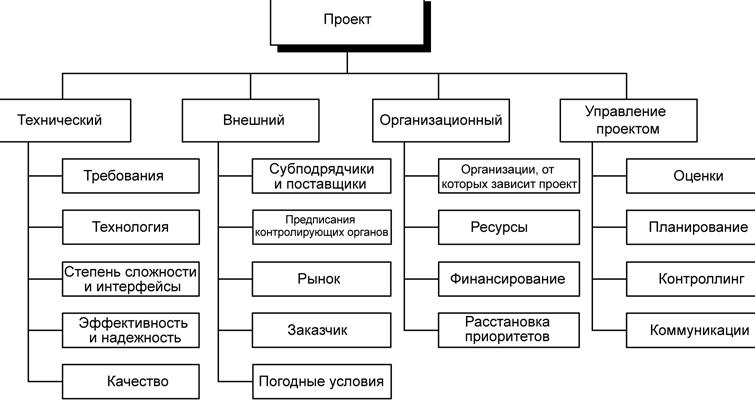 Проект
Технический
Внешний
Организационный
Управление
проектом
Требования
Технология
Степень сложности
и интерфейсы
Эффективность
и надежность
Качество
Субподрядчики
и поставщики
Предписания
контролирующих органов
Рынок
Заказчик
Погодные условия
Организации, от
которых зависит проект
Ресурсы
Финансирование
Расстановка
приоритетов
Оценки
Планирование
Контроллинг
Коммуникации